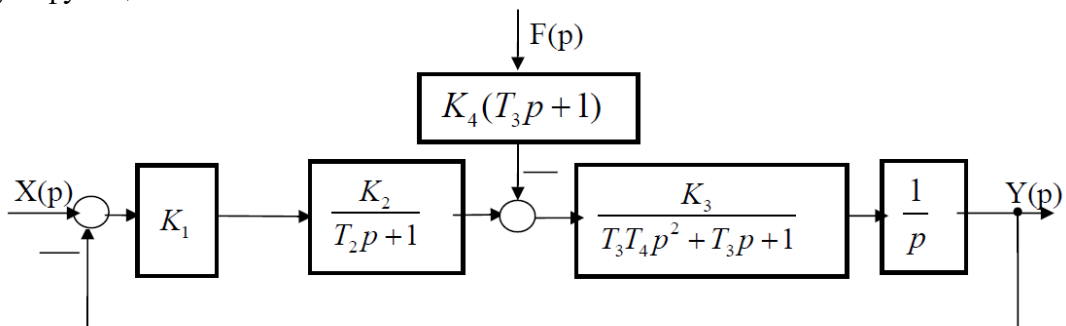 F(p)
K₄(T₃p + 1)
X(p)
K₁
K₂
T₂p + 1
K₃
T₃T₄p² + T₃p + 1
1
p
Y(p)